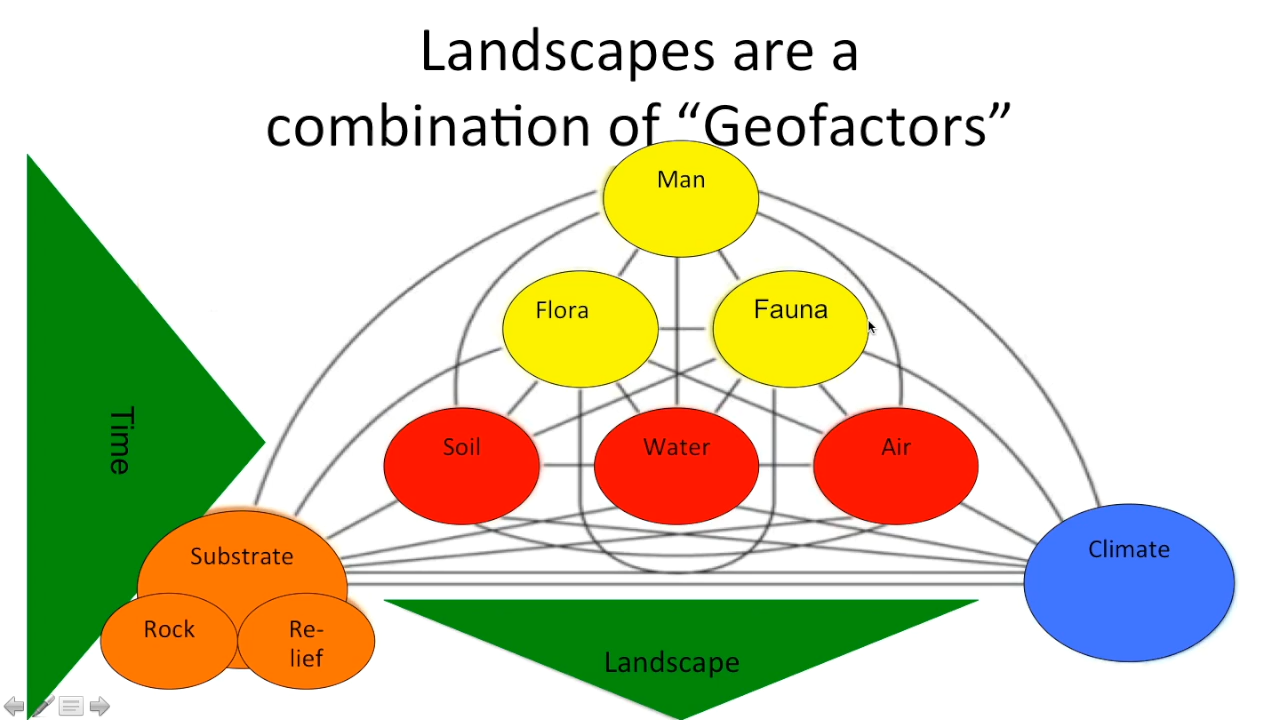 Landscapes are a
combination of “Geofactors”
Man
Flora
Fauna
Time
Soil
Water
Air
Substrate
Climate
Rock
Re-
lief
Landscape